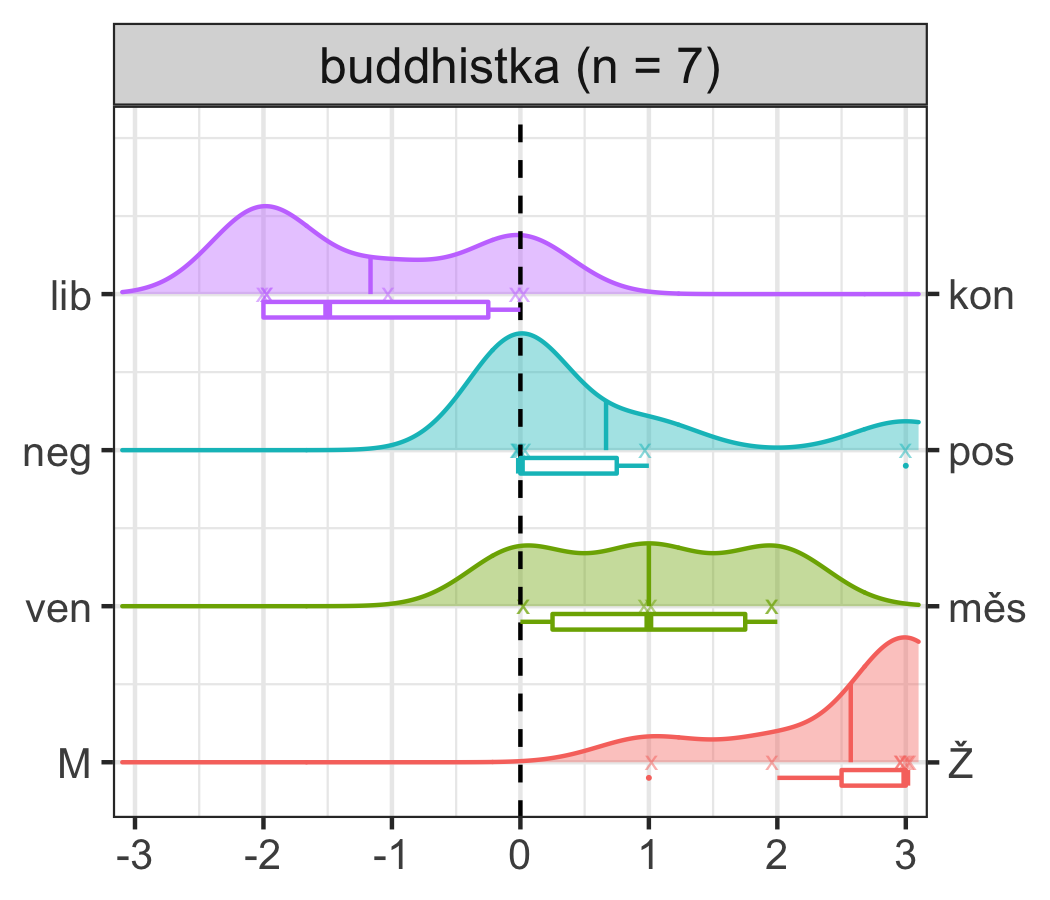 buddhistka (n = 7)
lib kon
neg pos
ven měs
M Ž
-3 -2 -1 0 1 2 3